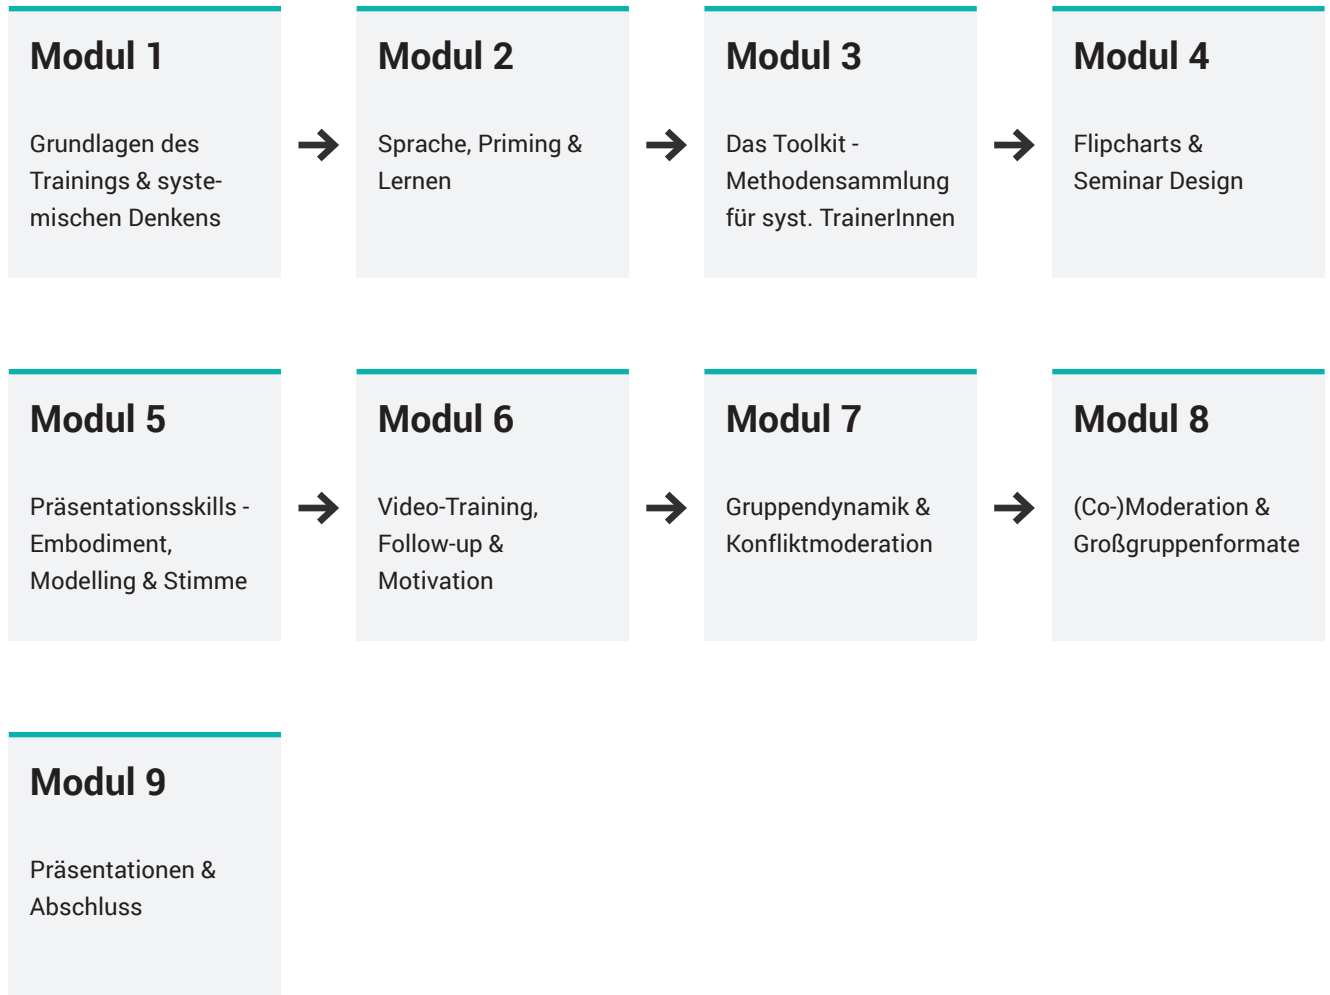 Modul 1
Grundlagen des
Trainings & syste-
mischen Denkens
Modul 2
Sprache, Priming &
Lernen
Modul 3
Das Toolkit -
Methodensammlung
für syst. TrainerInnen
Modul 4
Flipcharts &
Seminar Design
Modul 5
Präsentationsskills -
Embodiment,
Modelling & Stimme
Modul 6
Video-Training,
Follow-up &
Motivation
Modul 7
Gruppendynamik &
Konfliktmoderation
Modul 8
(Co-)Moderation &
Großgruppenformate
Modul 9
Präsentationen &
Abschluss